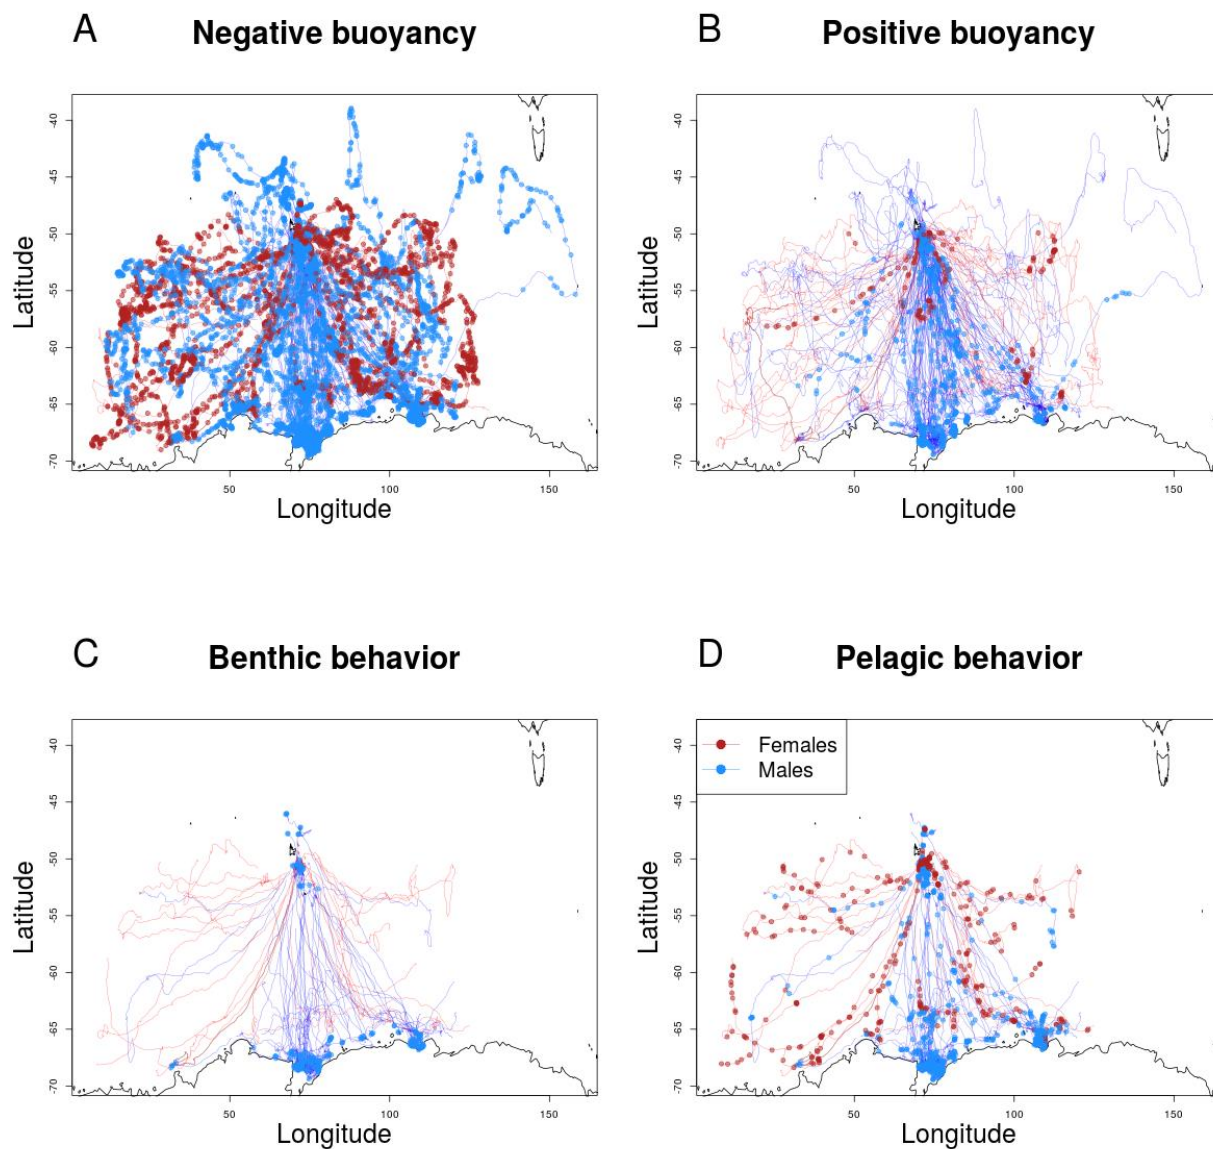 A Negative buoyancy
Latitude
-40
-45
-50
-55
-60
-65
-70
50 100 150
Longitude
B Positive buoyancy
Latitude
-40
-45
-50
-55
-60
-65
-70
50 100 150
Longitude
C Benthic behavior
Latitude
-40
-45
-50
-55
-60
-65
-70
50 100 150
Longitude
D Pelagic behavior
Females
Males
Latitude
-40
-45
-50
-55
-60
-65
-70
50 100 150
Longitude